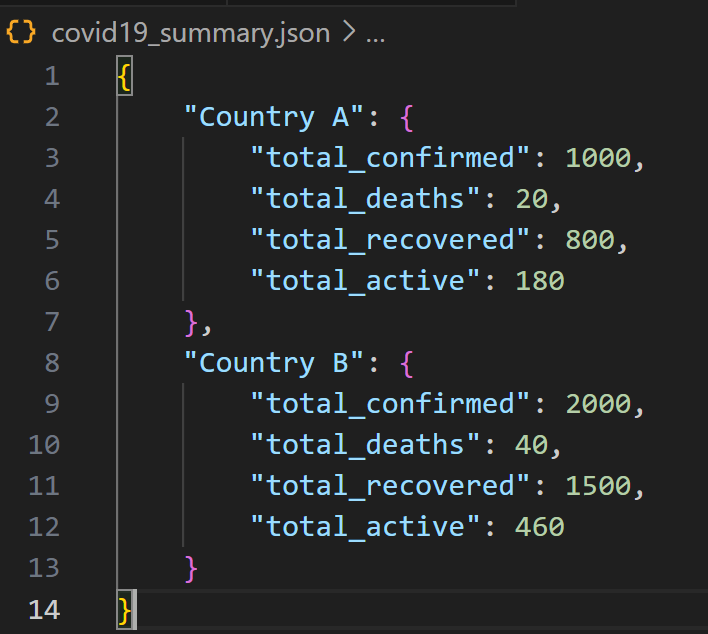 {} covid19_summary.json > ...
1 {
2 "Country A": {
3 "total_confirmed": 1000,
4 "total_deaths": 20,
5 "total_recovered": 800,
6 "total_active": 180
7 },
8 "Country B": {
9 "total_confirmed": 2000,
10 "total_deaths": 40,
11 "total_recovered": 1500,
12 "total_active": 460
13 }
14 }